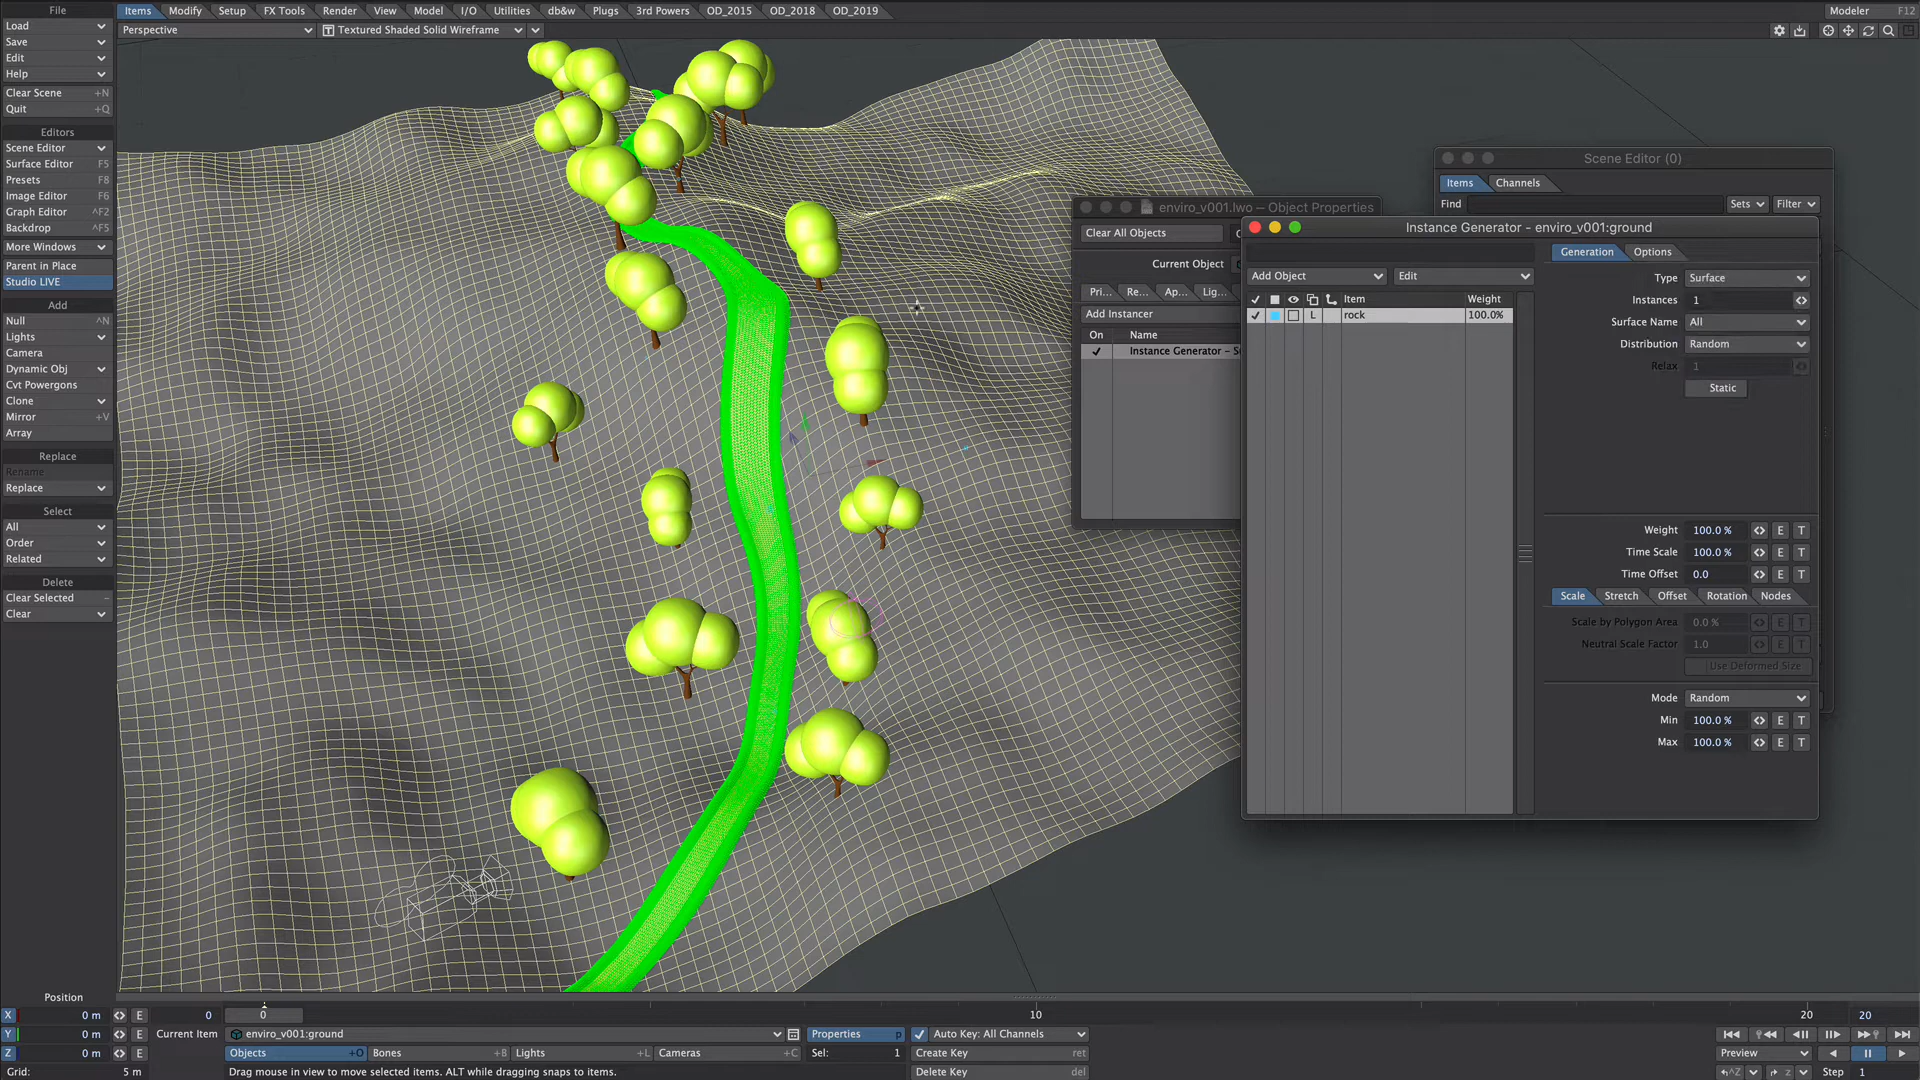 File
Items Modify Setup FX Tools Render View Model I/O Utilities db&w Plugs 3rd Powers OD_2015 OD_2018 OD_2019
Modeler F12
Load
Save
Edit
Help
Clear Scene +N
Quit +Q
Editors
Scene Editor
Surface Editor F5
Presets F8
Image Editor F6
Graph Editor ^F2
Backdrop ^F5
More Windows
Parent in Place
Studio LIVE
Add
Null ^N
Lights
Camera
Dynamic Obj
Cvt Powergons
Clone
Mirror +V
Array
Replace
Rename
Replace
Select
All
Order
Related
Delete
Clear Selected -
Clear
Perspective
Textured Shaded Solid Wireframe
Scene Editor (0)
Items Channels
Find
Sets Filter
enviro_v001.lwo — Object Properties
Clear All Objects
Current Object
Pri... Re... Ap... Lig...
Add Instancer
On Name
Instance Generator – S
Instance Generator - enviro_v001:ground
Add Object
Edit
Item Weight
L rock 100.0%
Generation Options
Type Surface
Instances 1
Surface Name All
Distribution Random
Relax 1
Static
Weight 100.0 % E T
Time Scale 100.0 % E T
Time Offset 0.0 E T
Scale Stretch Offset Rotation Nodes
Scale by Polygon Area 0.0 % E T
Neutral Scale Factor 1.0 E T
Use Deformed Size
Mode Random
Min 100.0 % E T
Max 100.0 % E T
Position
X 0 m E
Y 0 m E
Z 0 m E
Grid: 5 m
0 0 10 20 20
Current Item enviro_v001:ground
Properties p
Auto Key: All Channels
Objects +O Bones +B Lights +L Cameras +C
Sel: 1
Create Key ret
Delete Key del
Drag mouse in view to move selected items. ALT while dragging snaps to items.
Preview
^Z z Step 1